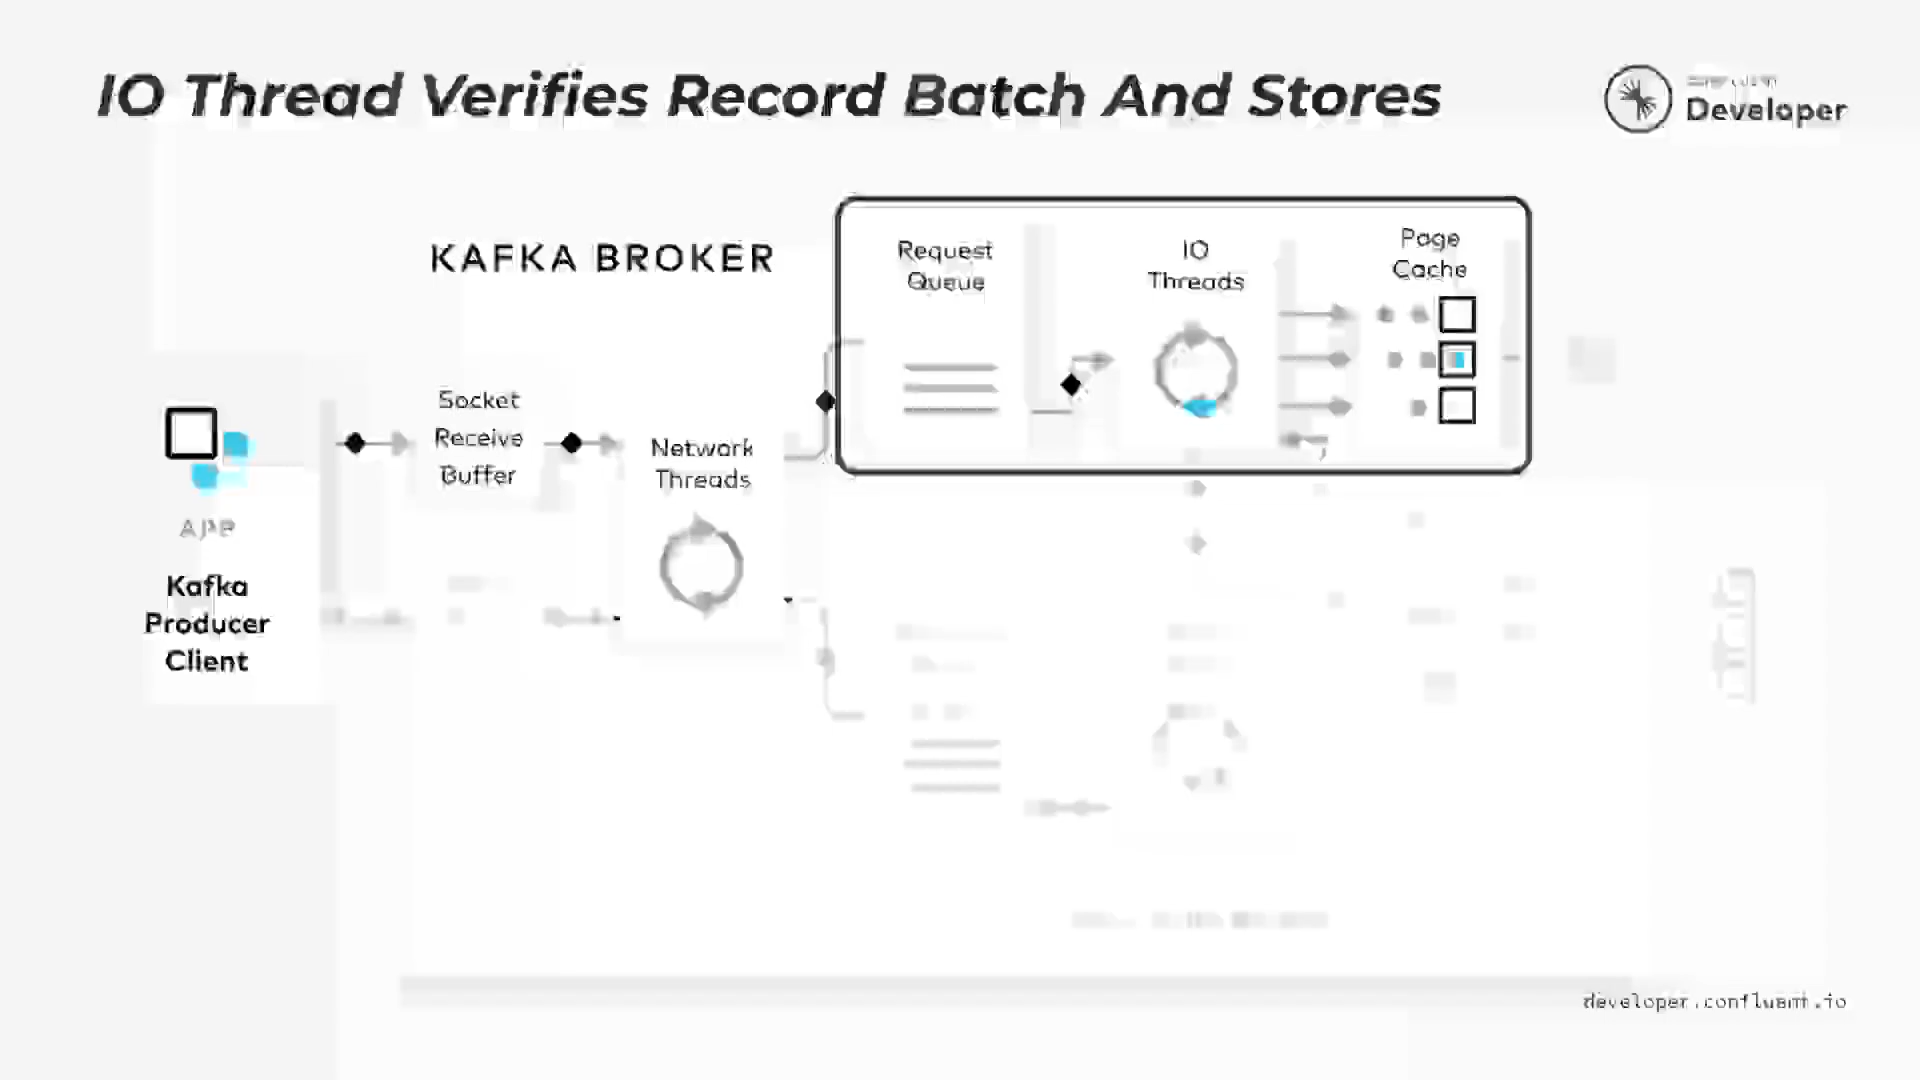 IO Thread Verifies Record Batch And Stores
Developer
KAFKA BROKER
Request
Queue
IO
Threads
Page
Cache
Socket
Receive
Buffer
Network
Threads
APP
Kafka
Producer
Client
developer.confluent.io